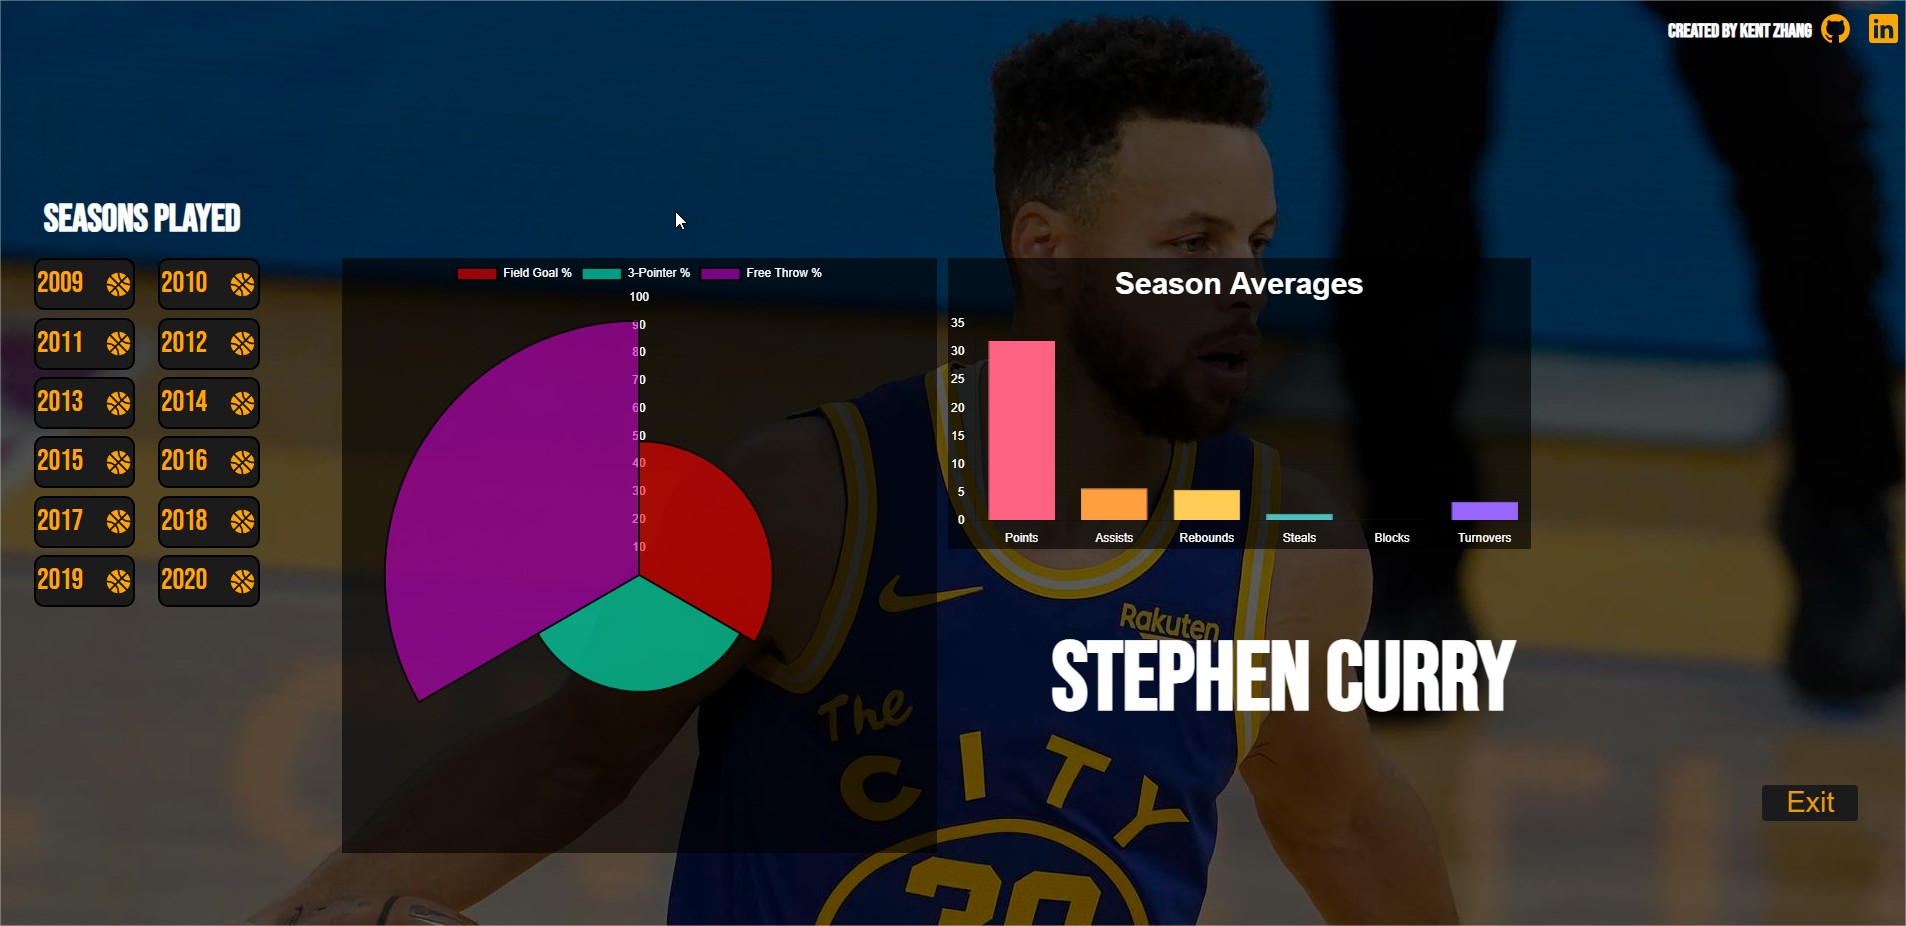 CREATED BY KENT ZHANG
in
SEASONS PLAYED
2009 2010
2011 2012
2013 2014
2015 2016
2017 2018
2019 2020
Field Goal % 3-Pointer % Free Throw %
100
90
80
70
60
50
40
30
20
10
Season Averages
35
30
25
20
15
10
5
0
Points Assists Rebounds Steals Blocks Turnovers
Rakuten
STEPHEN CURRY
The
CITY
30
Exit